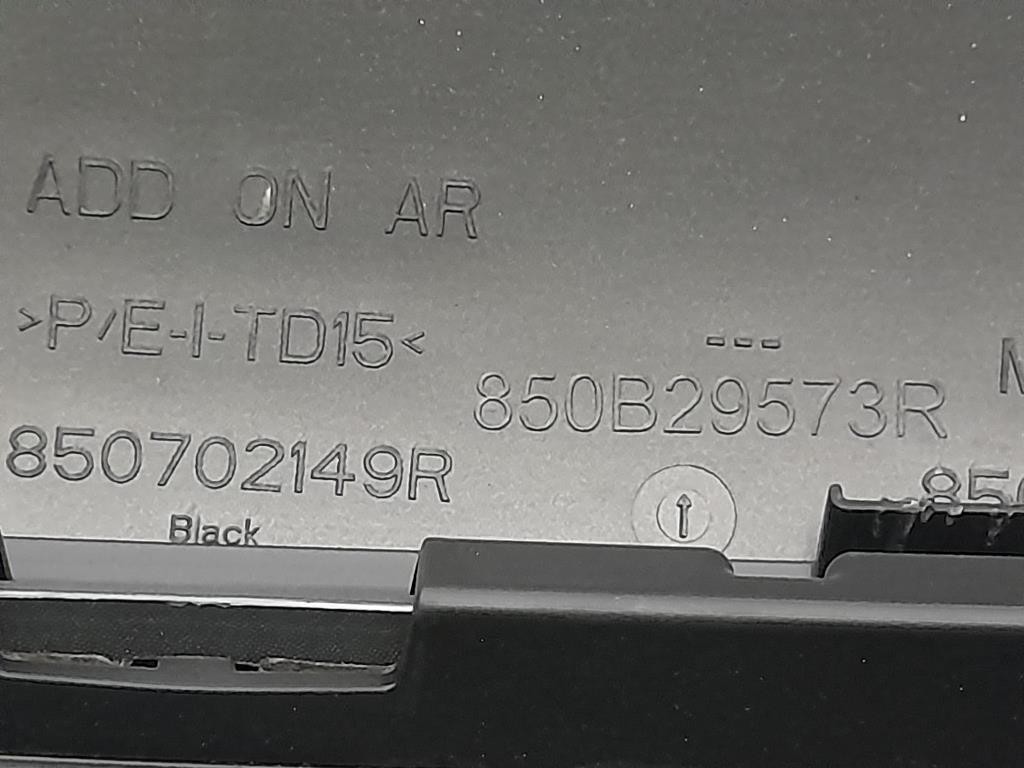 ADD ON AR
>P/E-I-TD15<
---
850B29573R
850702149R
Black